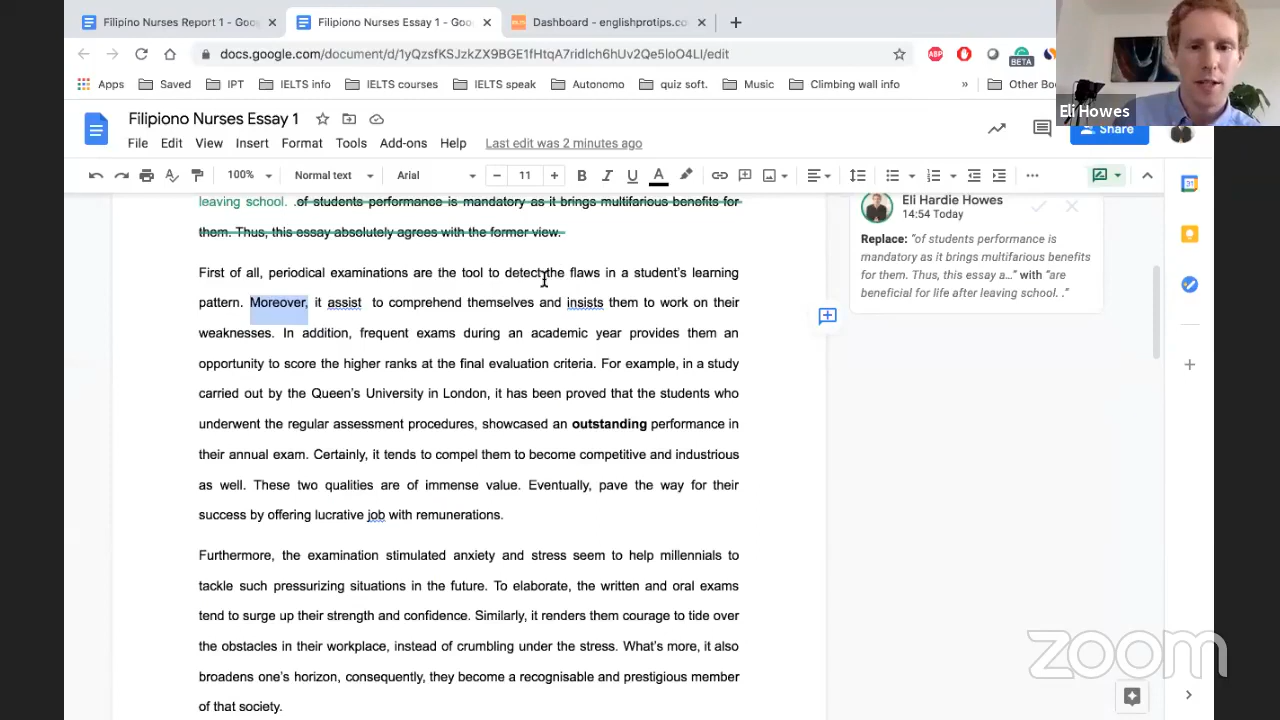 Filipino Nurses Report 1 - Goo
Filipiono Nurses Essay 1 - Goo
Dashboard - englishprotips.co
docs.google.com/document/d/1yQzsfKSJzkZX9BGE1fHtqA7ridlch6hUv2Qe5loO4LI/edit
ABP
BETA
Apps Saved IPT IELTS info IELTS courses IELTS speak Autonomo quiz soft. Music Climbing wall info » Other Boo
Eli Howes
Filipiono Nurses Essay 1
Share
File Edit View Insert Format Tools Add-ons Help Last edit was 2 minutes ago
100% Normal text Arial − 11 + B I U A
leaving school. .of students performance is mandatory as it brings multifarious benefits for
them. Thus, this essay absolutely agrees with the former view.
First of all, periodical examinations are the tool to detect the flaws in a student's learning
pattern. Moreover, it assist to comprehend themselves and insists them to work on their
weaknesses. In addition, frequent exams during an academic year provides them an
opportunity to score the higher ranks at the final evaluation criteria. For example, in a study
carried out by the Queen's University in London, it has been proved that the students who
underwent the regular assessment procedures, showcased an outstanding performance in
their annual exam. Certainly, it tends to compel them to become competitive and industrious
as well. These two qualities are of immense value. Eventually, pave the way for their
success by offering lucrative job with remunerations.
Furthermore, the examination stimulated anxiety and stress seem to help millennials to
tackle such pressurizing situations in the future. To elaborate, the written and oral exams
tend to surge up their strength and confidence. Similarly, it renders them courage to tide over
the obstacles in their workplace, instead of crumbling under the stress. What's more, it also
broadens one's horizon, consequently, they become a recognisable and prestigious member
of that society.
Eli Hardie Howes
14:54 Today
Replace: "of students performance is
mandatory as it brings multifarious benefits
for them. Thus, this essay a..." with "are
beneficial for life after leaving school. ."
31
zoom